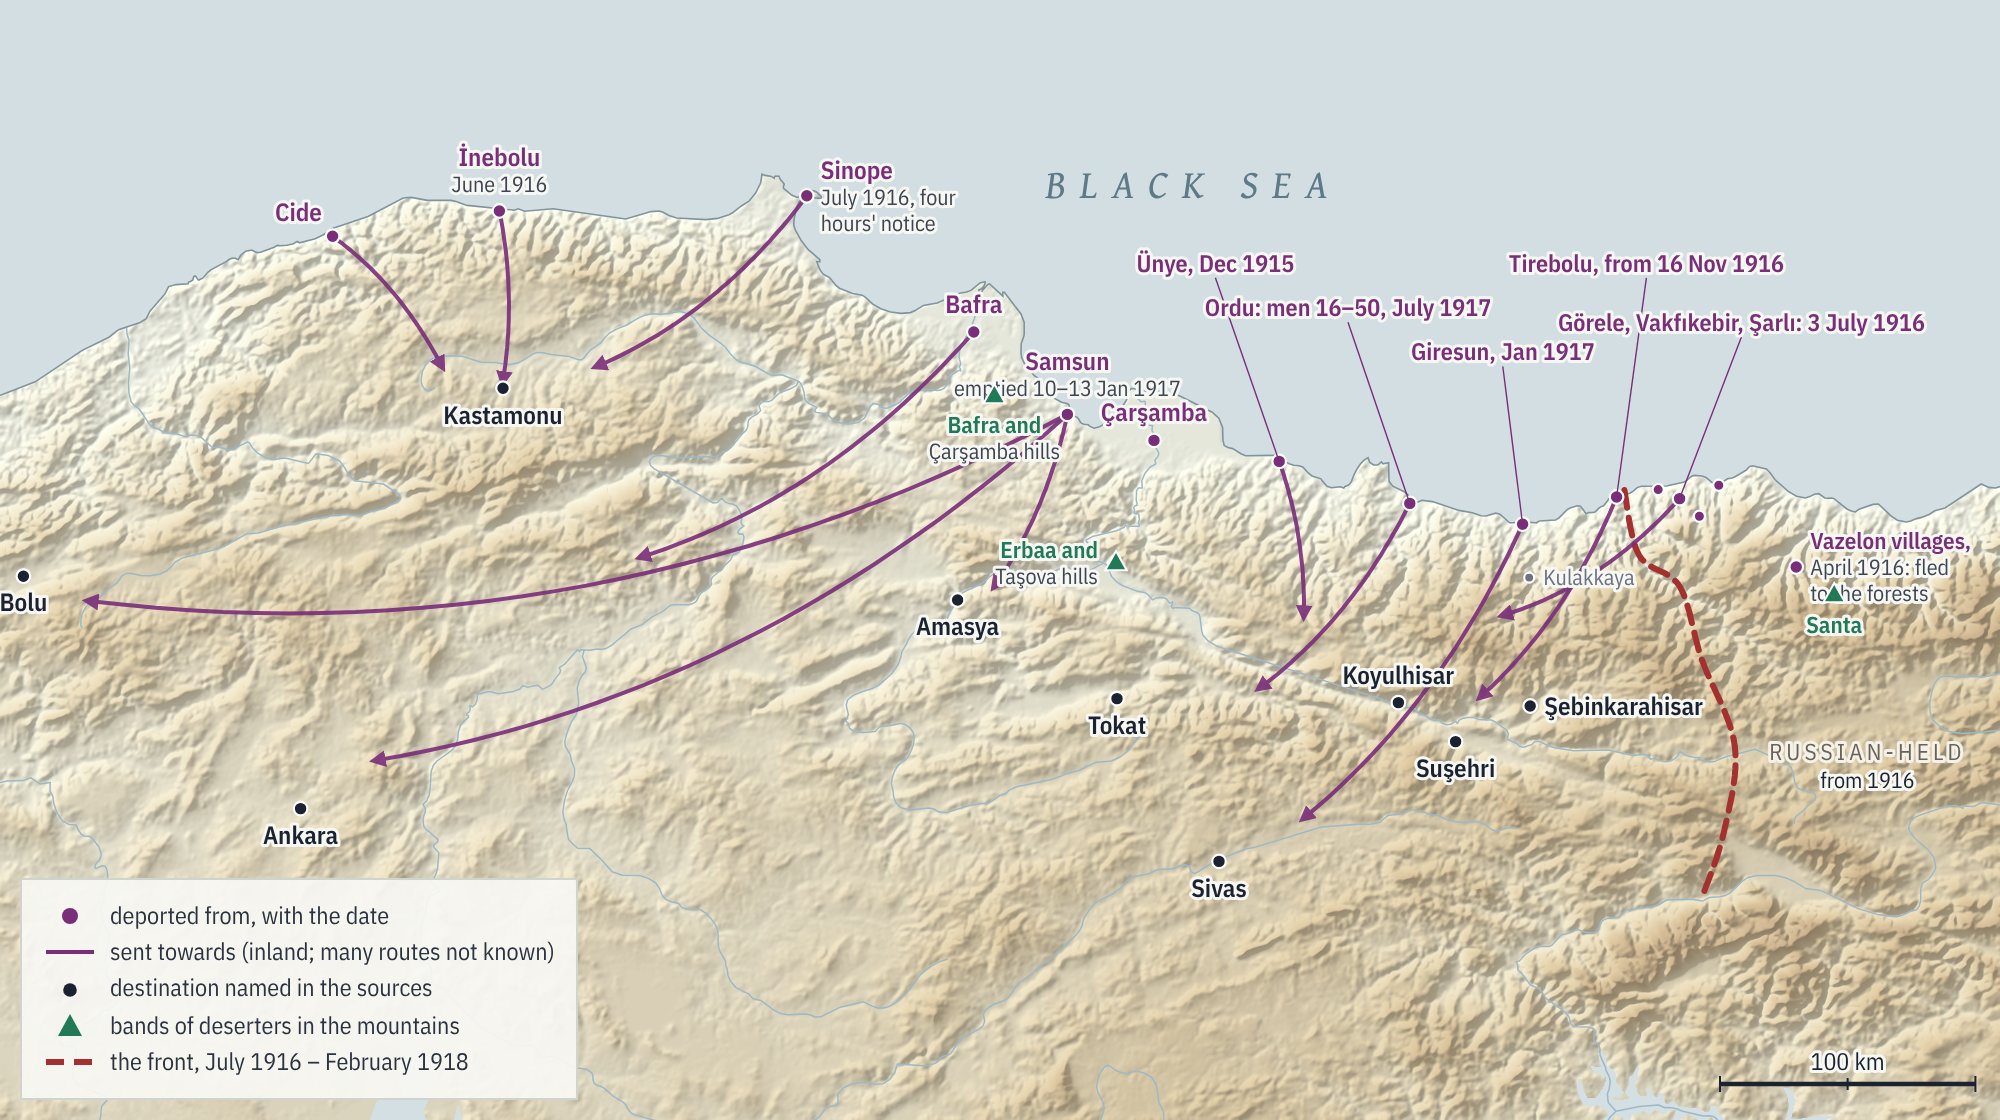 İnebolu
June 1916
Sinope
July 1916, four
hours' notice
BLACK SEA
Cide
Ünye, Dec 1915
Tirebolu, from 16 Nov 1916
Bafra
Ordu: men 16–50, July 1917
Görele, Vakfıkebir, Şarlı: 3 July 1916
Giresun, Jan 1917
Samsun
emptied 10–13 Jan 1917
Kastamonu
Çarşamba
Bafra and
Çarşamba hills
Erbaa and
Taşova hills
Vazelon villages,
April 1916: fled
to the forests
Santa
Kulakkaya
Bolu
Amasya
Koyulhisar
Şebinkarahisar
Tokat
Suşehri
RUSSIAN-HELD
from 1916
Ankara
Sivas
deported from, with the date
sent towards (inland; many routes not known)
destination named in the sources
bands of deserters in the mountains
the front, July 1916 – February 1918
100 km